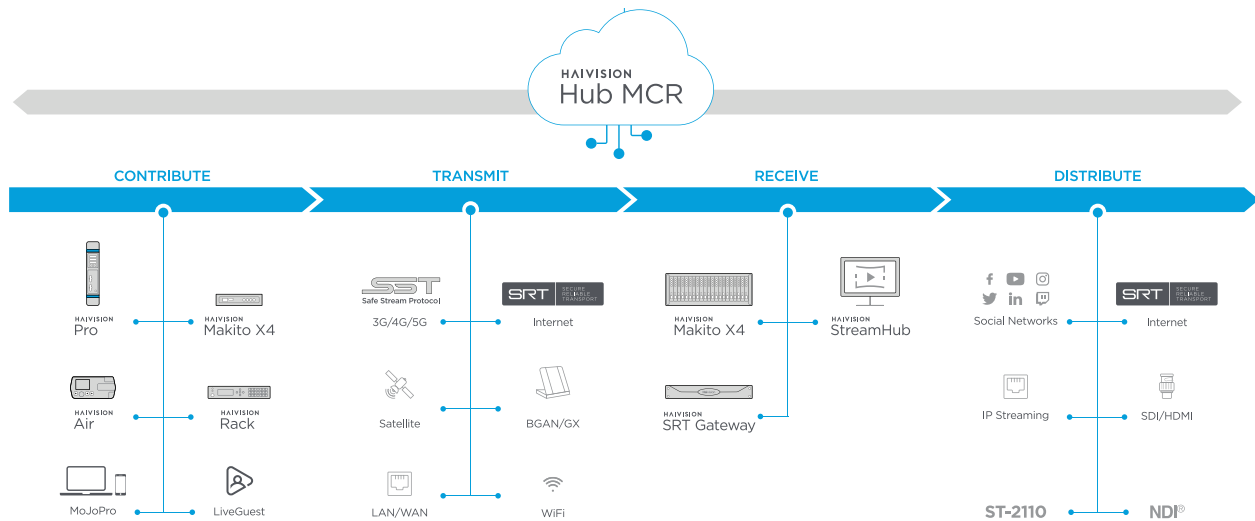 HAIVISION
Hub MCR
CONTRIBUTE
TRANSMIT
RECEIVE
DISTRIBUTE
HAIVISION
Pro
HAIVISION
Makito X4
HAIVISION
Air
HAIVISION
Rack
MoJoPro
LiveGuest
SST
Safe Stream Protocol
3G/4G/5G
SRT
SECURE
RELIABLE
TRANSPORT
Internet
Satellite
BGAN/GX
LAN/WAN
WiFi
HAIVISION
Makito X4
HAIVISION
StreamHub
HAIVISION
SRT Gateway
Social Networks
SRT
SECURE
RELIABLE
TRANSPORT
Internet
IP Streaming
SDI/HDMI
ST-2110
NDI®